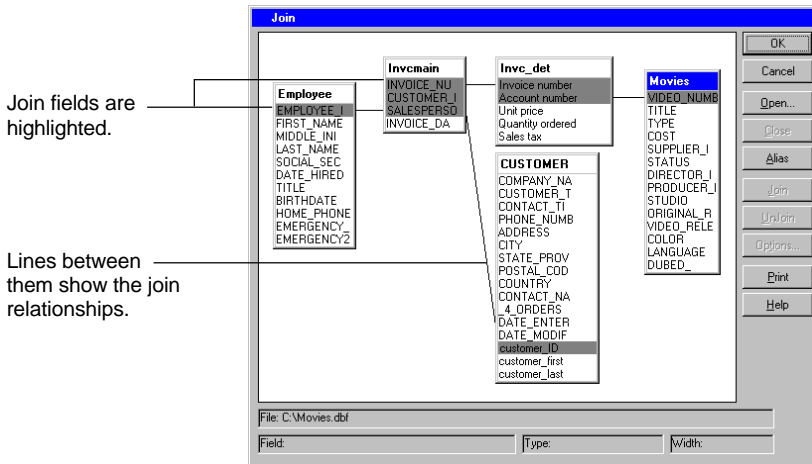 Join
Join fields are
highlighted.
Lines between
them show the join
relationships.
Employee
EMPLOYEE_I
FIRST_NAME
MIDDLE_INI
LAST_NAME
SOCIAL_SEC
DATE_HIRED
TITLE
BIRTHDATE
HOME_PHONE
EMERGENCY_
EMERGENCY2
Invcmain
INVOICE_NU
CUSTOMER_I
SALESPERSO
INVOICE_DA
Invc_det
Invoice number
Account number
Unit price
Quantity ordered
Sales tax
CUSTOMER
COMPANY_NA
CUSTOMER_T
CONTACT_TI
PHONE_NUMB
ADDRESS
CITY
STATE_PROV
POSTAL_COD
COUNTRY
CONTACT_NA
_4_ORDERS
DATE_ENTER
DATE_MODIF
customer_ID
customer_first
customer_last
Movies
VIDEO_NUMB
TITLE
TYPE
COST
SUPPLIER_I
STATUS
DIRECTOR_I
PRODUCER_I
STUDIO
ORIGINAL_R
VIDEO_RELE
COLOR
LANGUAGE
DUBED_
OK
Cancel
Open...
Close
Alias
Join
UnJoin
Options...
Print
Help
File: C:\Movies.dbf
Field:
Type:
Width: